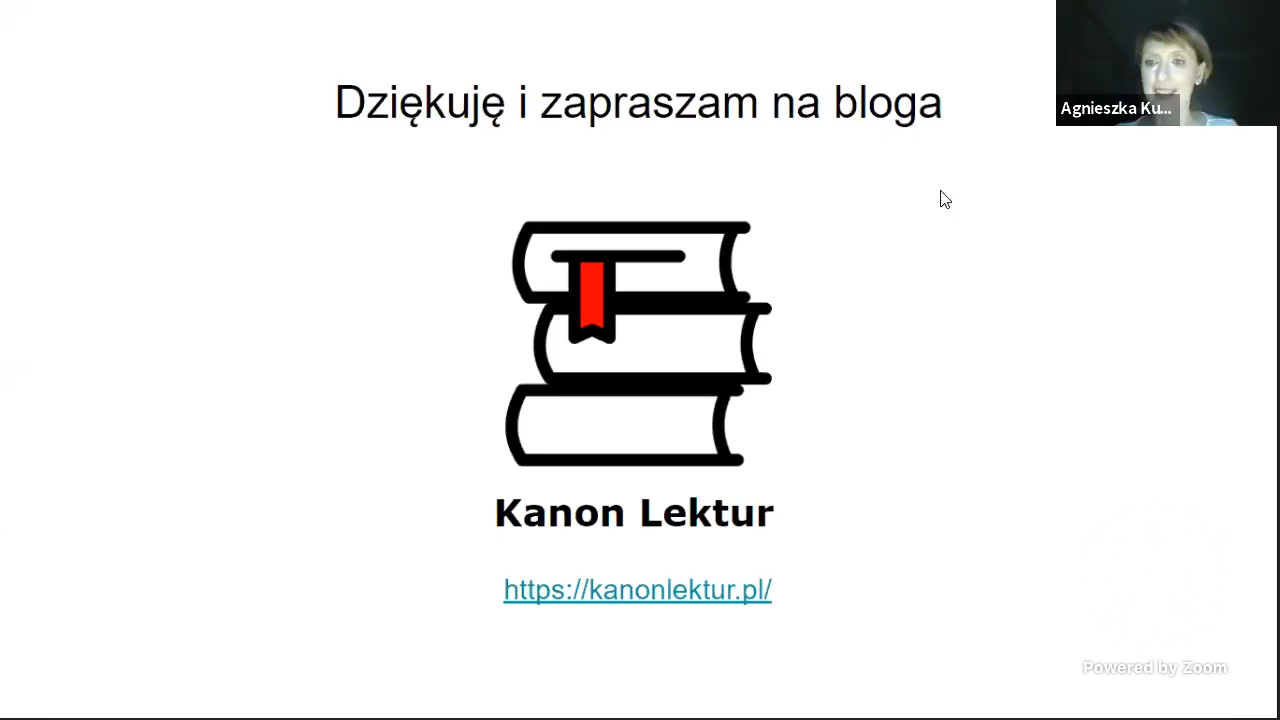 Dziękuję i zapraszam na bloga
Agnieszka Ku...
Kanon Lektur
https://kanonlektur.pl/
Powered by Zoom